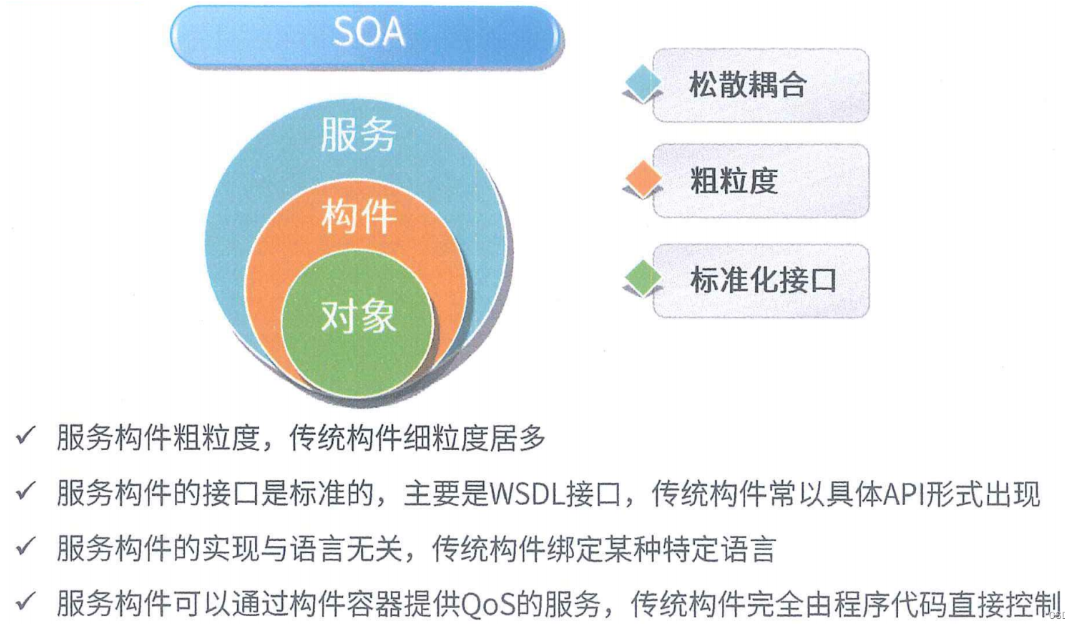 SOA
服务
构件
对象
松散耦合
粗粒度
标准化接口
✓ 服务构件粗粒度，传统构件细粒度居多
✓ 服务构件的接口是标准的，主要是WSDL接口，传统构件常以具体API形式出现
✓ 服务构件的实现与语言无关，传统构件绑定某种特定语言
✓ 服务构件可以通过构件容器提供QoS的服务，传统构件完全由程序代码直接控制